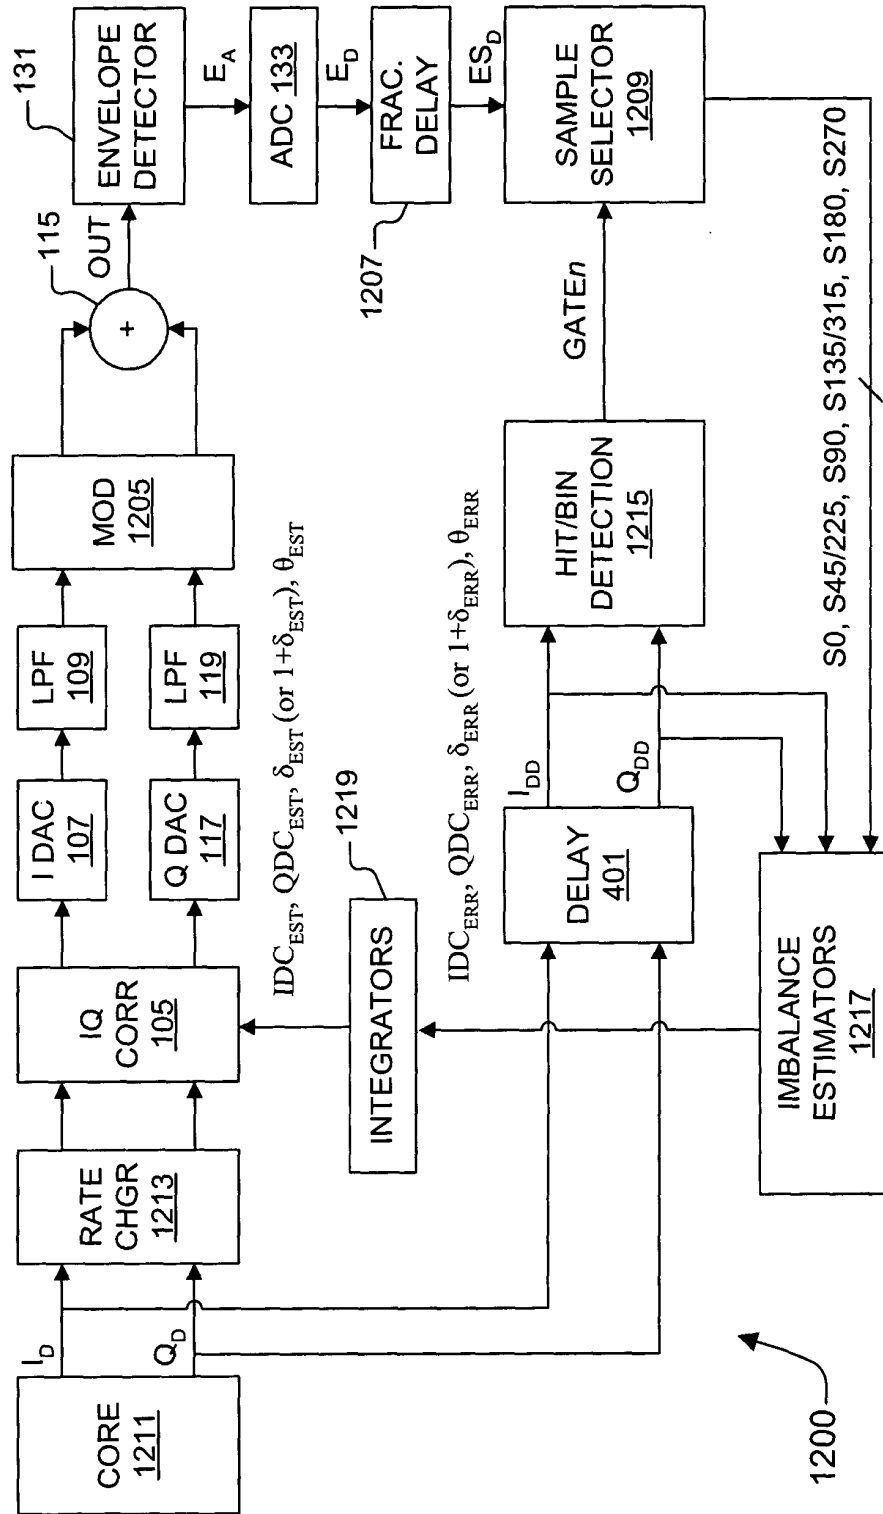 CORE
1211
I_D
Q_D
RATE
CHGR
1213
IQ
CORR
105
I DAC
107
Q DAC
117
LPF
109
LPF
119
MOD
1205
+
115
OUT
131
ENVELOPE
DETECTOR
E_A
ADC 133
E_D
FRAC.
DELAY
1207
ES_D
SAMPLE
SELECTOR
1209
GATEn
HIT/BIN
DETECTION
1215
IDC_EST, QDC_EST, δ_EST (or 1+δ_EST), θ_EST
INTEGRATORS
1219
IDC_ERR, QDC_ERR, δ_ERR (or 1+δ_ERR), θ_ERR
I_DD
Q_DD
DELAY
401
S0, S45/225, S90, S135/315, S180, S270
IMBALANCE
ESTIMATORS
1217
1200